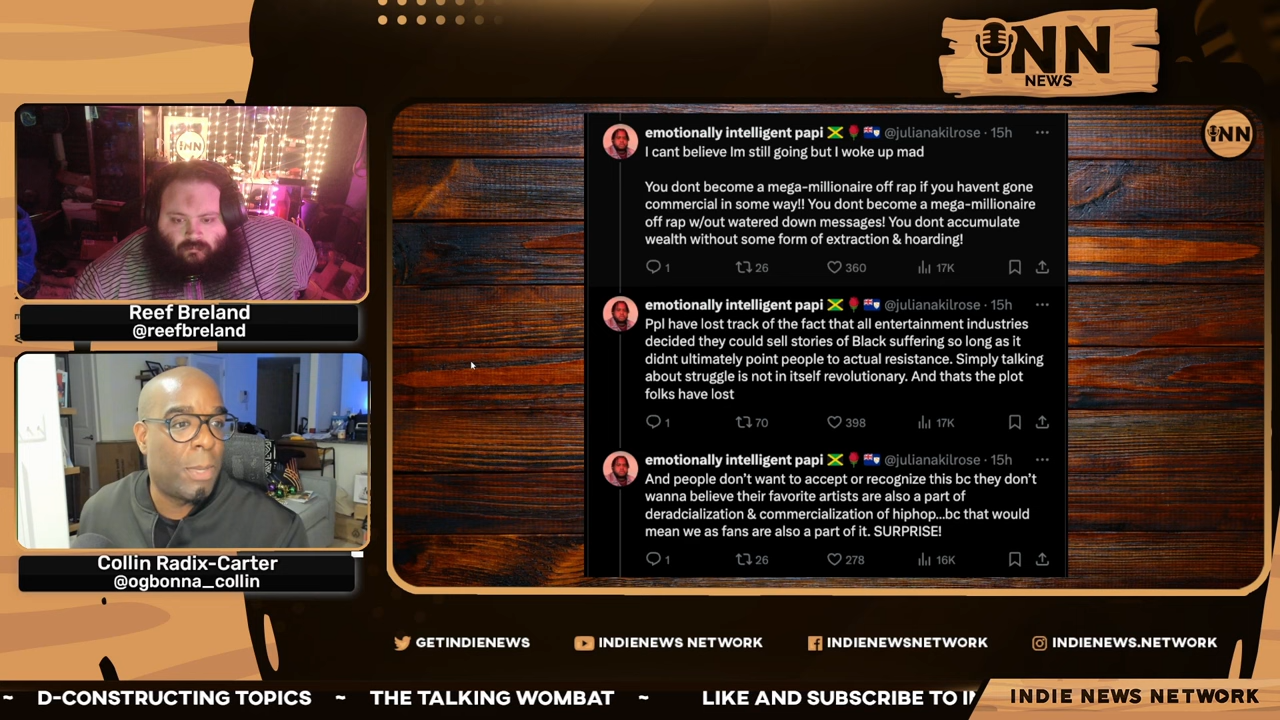 INN
NEWS
INN
INN
Reef Breland
@reefbreland
Collin Radix-Carter
@ogbonna_collin
emotionally intelligent papi 🇯🇲🌹🇦🇮 @julianakilrose · 15h
I cant believe Im still going but I woke up mad
You dont become a mega-millionaire off rap if you havent gone
commercial in some way!! You dont become a mega-millionaire
off rap w/out watered down messages! You dont accumulate
wealth without some form of extraction & hoarding!
1 26 360 17K
emotionally intelligent papi 🇯🇲🌹🇦🇮 @julianakilrose · 15h
Ppl have lost track of the fact that all entertainment industries
decided they could sell stories of Black suffering so long as it
didnt ultimately point people to actual resistance. Simply talking
about struggle is not in itself revolutionary. And thats the plot
folks have lost
1 70 398 17K
emotionally intelligent papi 🇯🇲🌹🇦🇮 @julianakilrose · 15h
And people don't want to accept or recognize this bc they don't
wanna believe their favorite artists are also a part of
deradcialization & commercialization of hiphop...bc that would
mean we as fans are also a part of it. SURPRISE!
1 26 278 16K
GETINDIENEWS INDIENEWS NETWORK INDIENEWSNETWORK INDIENEWS.NETWORK
~ D-CONSTRUCTING TOPICS ~ THE TALKING WOMBAT ~ LIKE AND SUBSCRIBE TO IN
INDIE NEWS NETWORK